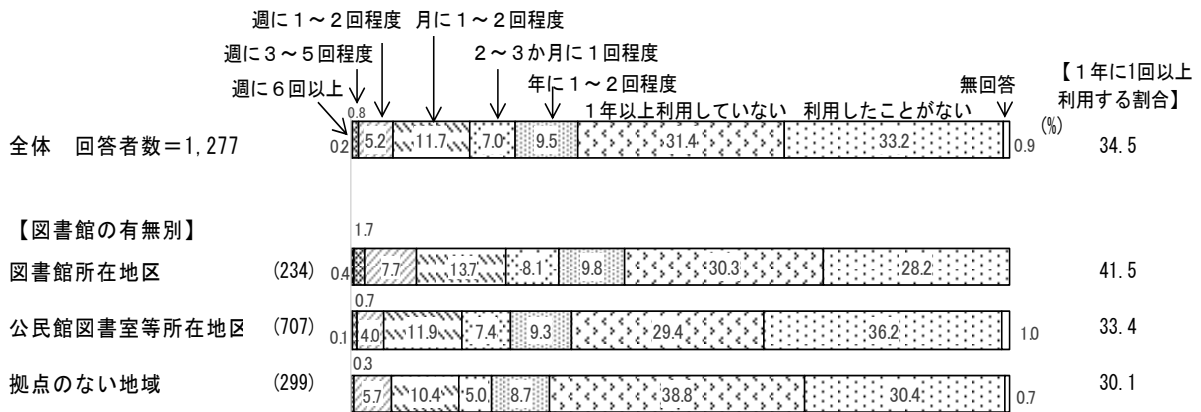 週に１～２回程度 月に１～２回程度
週に３～５回程度 ２～３か月に１回程度
週に６回以上 年に１～２回程度 無回答
１年以上利用していない 利用したことがない
【１年に1回以上
利用する割合】
(%)
0.8
全体 回答者数＝1,277 0.2 5.2 11.7 7.0 9.5 31.4 33.2 0.9 34.5
【図書館の有無別】
1.7
図書館所在地区 (234) 0.4 7.7 13.7 8.1 9.8 30.3 28.2 41.5
0.7
公民館図書室等所在地区 (707) 0.1 4.0 11.9 7.4 9.3 29.4 36.2 1.0 33.4
0.3
拠点のない地域 (299) 5.7 10.4 5.0 8.7 38.8 30.4 0.7 30.1